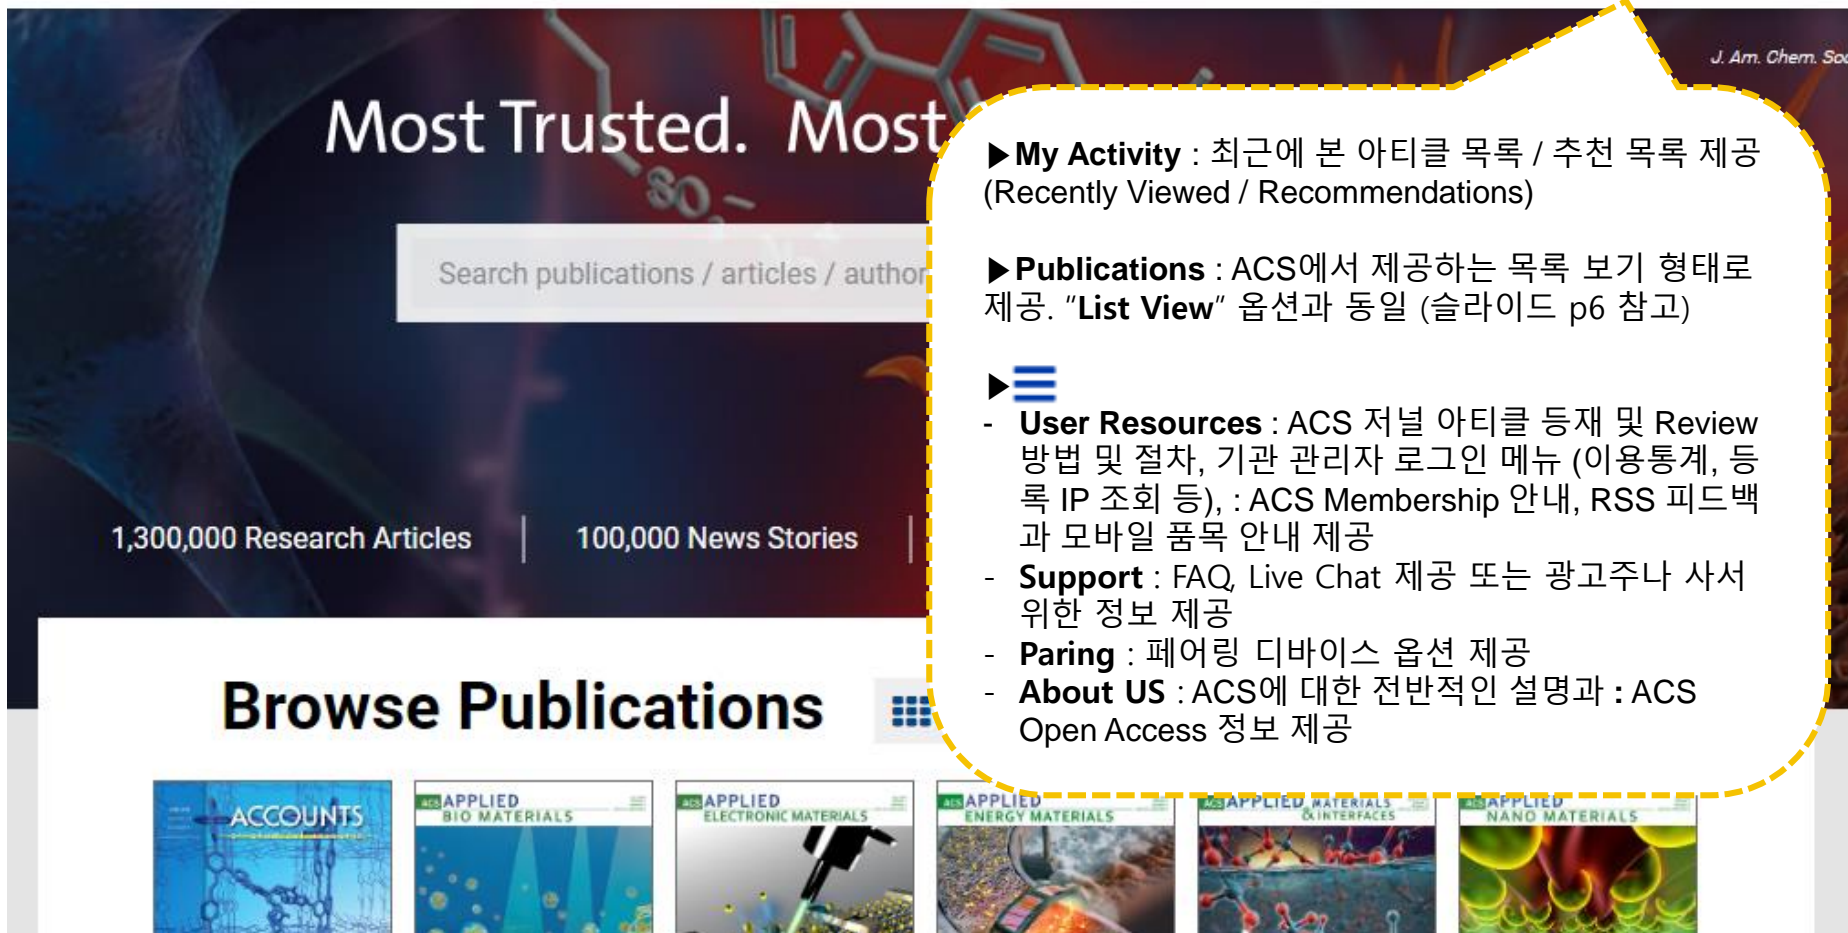 J. Am. Chem. Soc
Most Trusted. Most
SO₃⁻
Search publications / articles / author
1,300,000 Research Articles
100,000 News Stories
▶My Activity : 최근에 본 아티클 목록 / 추천 목록 제공
(Recently Viewed / Recommendations)
▶Publications : ACS에서 제공하는 목록 보기 형태로
제공. “List View” 옵션과 동일 (슬라이드 p6 참고)
▶
- User Resources : ACS 저널 아티클 등재 및 Review
방법 및 절차, 기관 관리자 로그인 메뉴 (이용통계, 등
록 IP 조회 등), : ACS Membership 안내, RSS 피드백
과 모바일 품목 안내 제공
- Support : FAQ, Live Chat 제공 또는 광고주나 사서
위한 정보 제공
- Paring : 페어링 디바이스 옵션 제공
- About US : ACS에 대한 전반적인 설명과 : ACS
Open Access 정보 제공
Browse Publications
ACCOUNTS
ACS APPLIED
BIO MATERIALS
ACS APPLIED
ELECTRONIC MATERIALS
ACS APPLIED
ENERGY MATERIALS
ACS APPLIED MATERIALS
& INTERFACES
ACS APPLIED
NANO MATERIALS